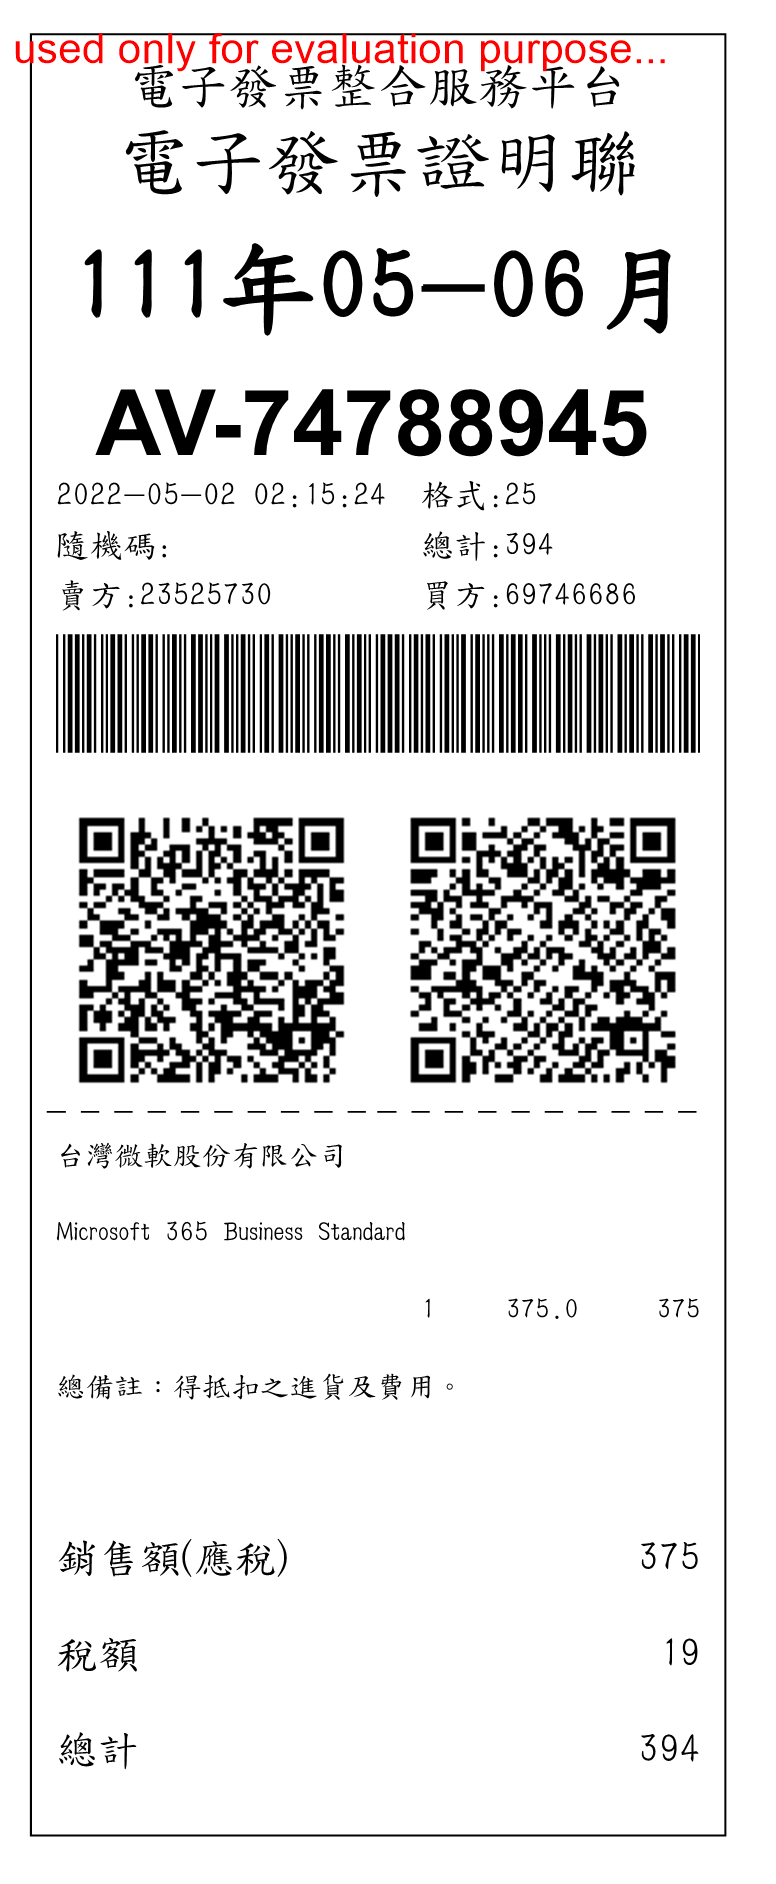 used only for evaluation purpose...
電子發票整合服務平台
電子發票證明聯
111年05-06月
AV-74788945
2022-05-02 02:15:24 格式:25
隨機碼: 總計:394
賣方:23525730 買方:69746686
台灣微軟股份有限公司
Microsoft 365 Business Standard
1 375.0 375
總備註：得抵扣之進貨及費用。
銷售額(應稅) 375
稅額 19
總計 394